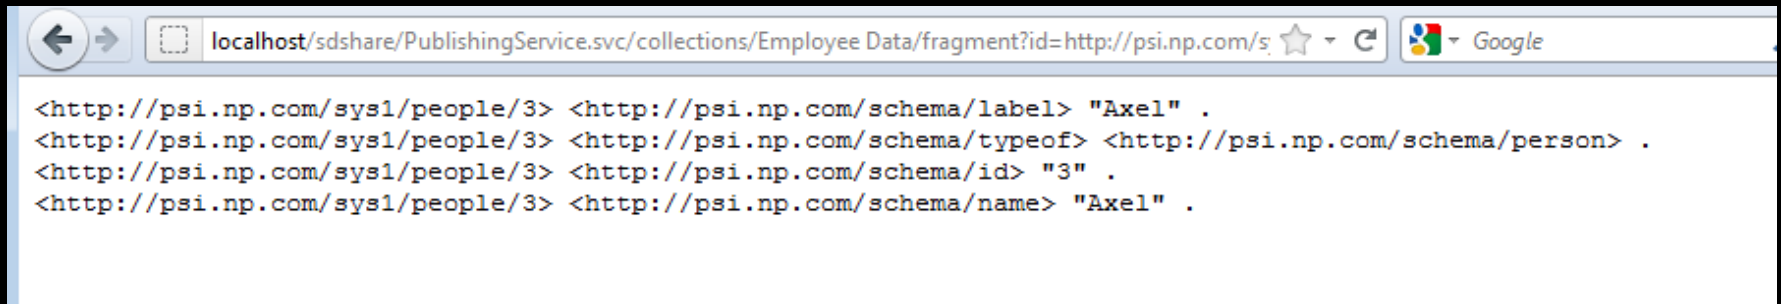 localhost/sdshare/PublishingService.svc/collections/Employee Data/fragment?id=http://psi.np.com/s
Google
<http://psi.np.com/sys1/people/3> <http://psi.np.com/schema/label> "Axel" .
<http://psi.np.com/sys1/people/3> <http://psi.np.com/schema/typeof> <http://psi.np.com/schema/person> .
<http://psi.np.com/sys1/people/3> <http://psi.np.com/schema/id> "3" .
<http://psi.np.com/sys1/people/3> <http://psi.np.com/schema/name> "Axel" .